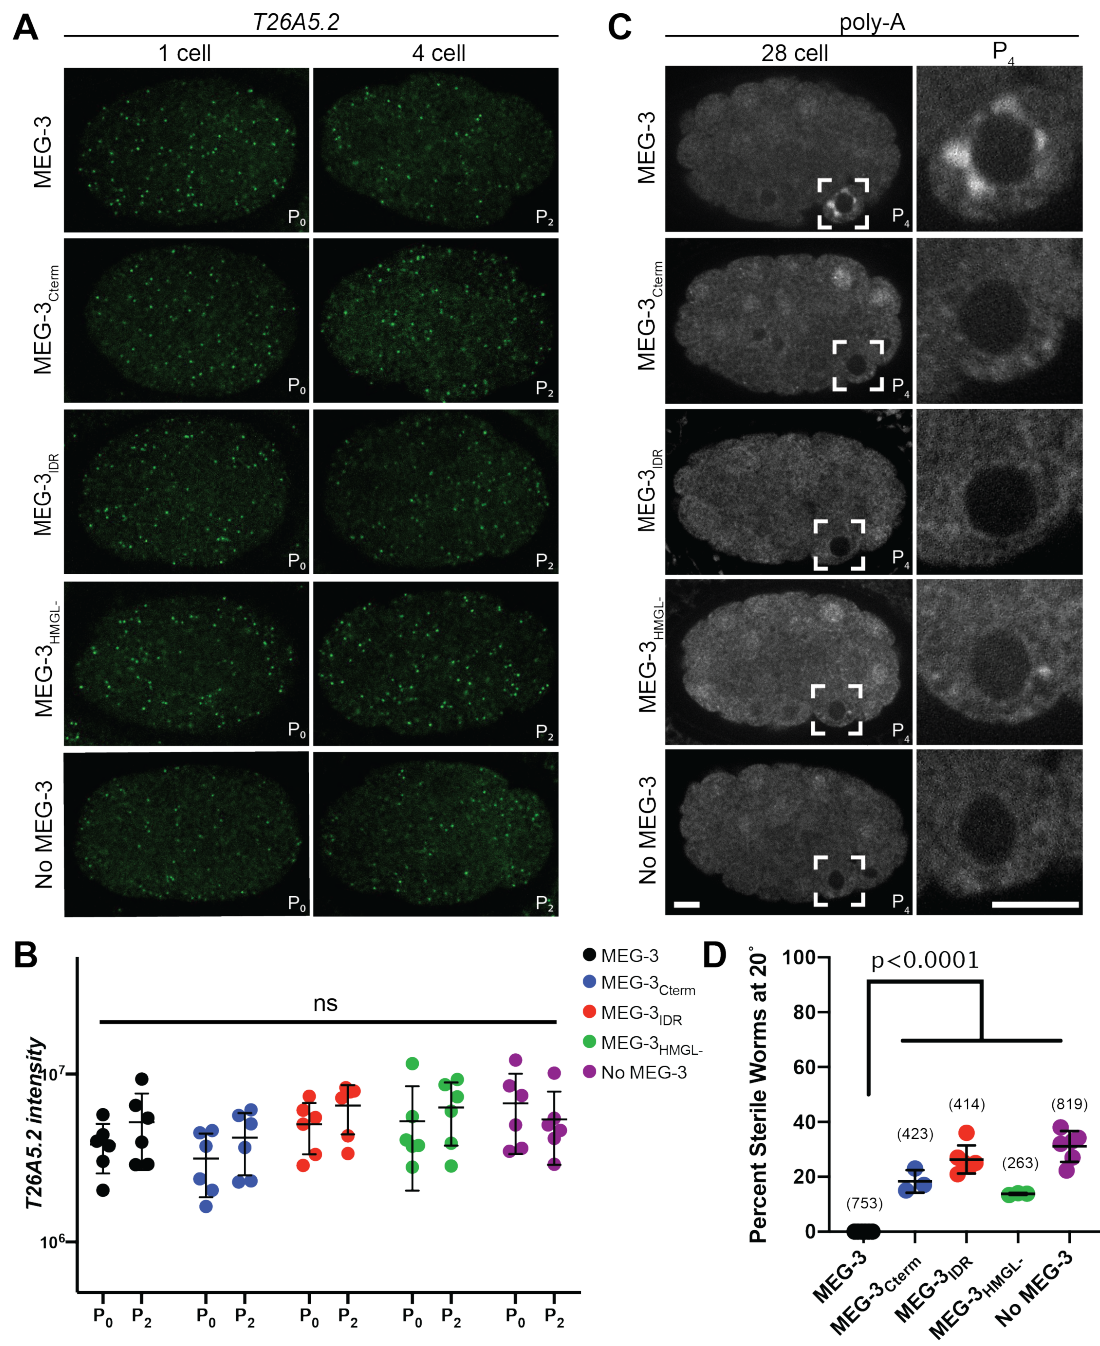 A
T26A5.2
1 cell
4 cell
MEG-3
P0
P2
MEG-3Cterm
P0
P2
MEG-3IDR
P0
P2
MEG-3HMGL-
P0
P2
No MEG-3
P0
P2
C
poly-A
28 cell
P4
MEG-3
P4
MEG-3Cterm
P4
MEG-3IDR
P4
MEG-3HMGL-
P4
No MEG-3
P4
B
T26A5.2 intensity
10^7
10^6
ns
P0 P2 P0 P2 P0 P2 P0 P2 P0 P2
MEG-3
MEG-3Cterm
MEG-3IDR
MEG-3HMGL-
No MEG-3
D
Percent Sterile Worms at 20°
100
80
60
40
20
0
p<0.0001
(753)
(423)
(414)
(263)
(819)
MEG-3
MEG-3Cterm
MEG-3IDR
MEG-3HMGL-
No MEG-3